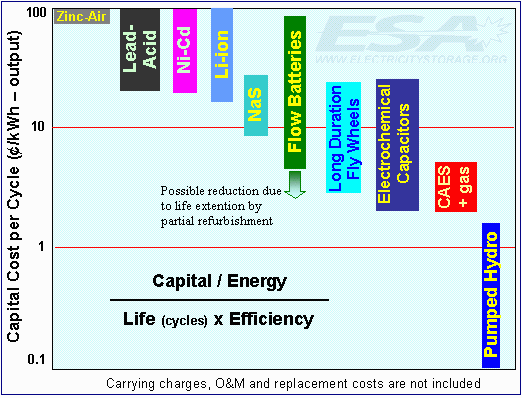 Capital Cost per Cycle (¢/kWh – output)
100
10
1
0.1
Zinc-Air
Lead-
Acid
Ni-Cd
Li-ion
NaS
Flow Batteries
Long Duration
Fly Wheels
Electrochemical
Capacitors
CAES
+ gas
Pumped Hydro
ESA
WWW.ELECTRICITYSTORAGE.ORG
Possible reduction due
to life extention by
partial refurbishment
Capital / Energy
Life (cycles) x Efficiency
Carrying charges, O&M and replacement costs are not included